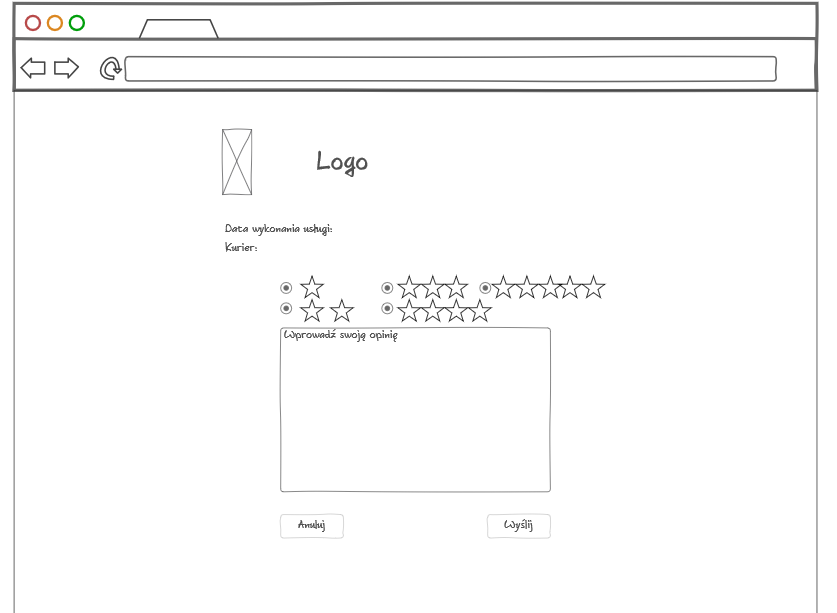 Logo
Data wykonania usługi:
Kurier:
Wprowadź swoją opinię
Anuluj
Wyślij